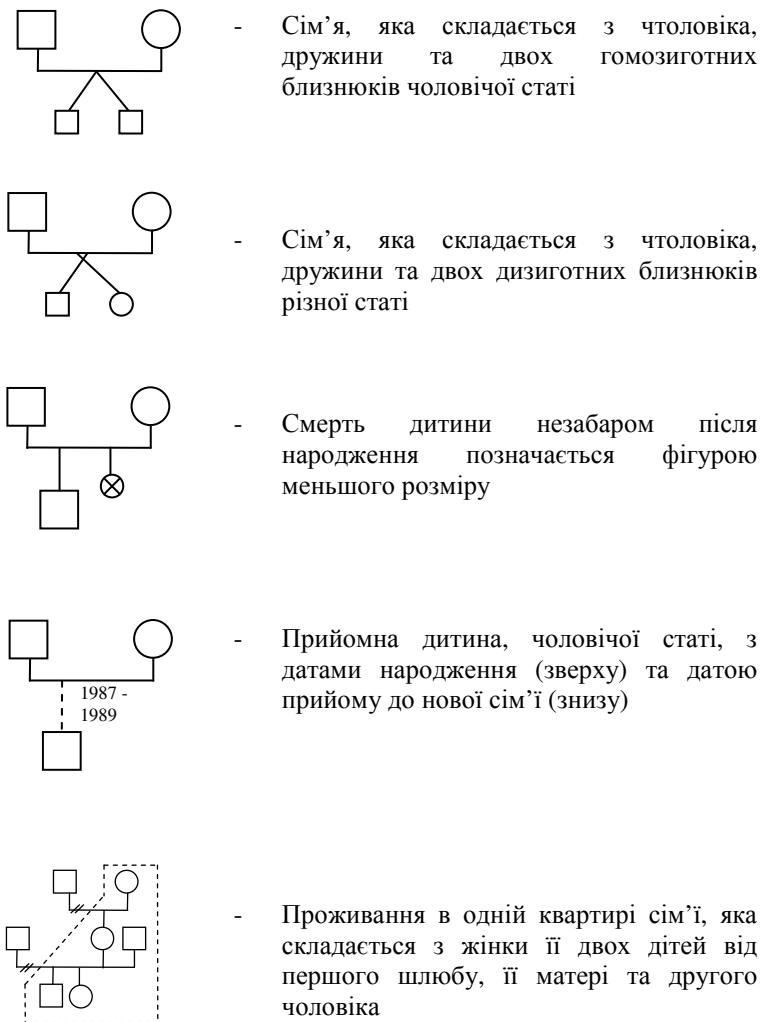 - Сім’я, яка складається з чтоловіка,
дружини та двох гомозиготних
близнюків чоловічої статі
- Сім’я, яка складається з чтоловіка,
дружини та двох дизиготних близнюків
різної статі
- Смерть дитини незабаром після
народження позначається фігурою
меньшого розміру
- Прийомна дитина, чоловічої статі, з
датами народження (зверху) та датою
прийому до нової сім’ї (знизу)
1987 -
1989
- Проживання в одній квартирі сім’ї, яка
складається з жінки її двох дітей від
першого шлюбу, її матері та другого
чоловіка